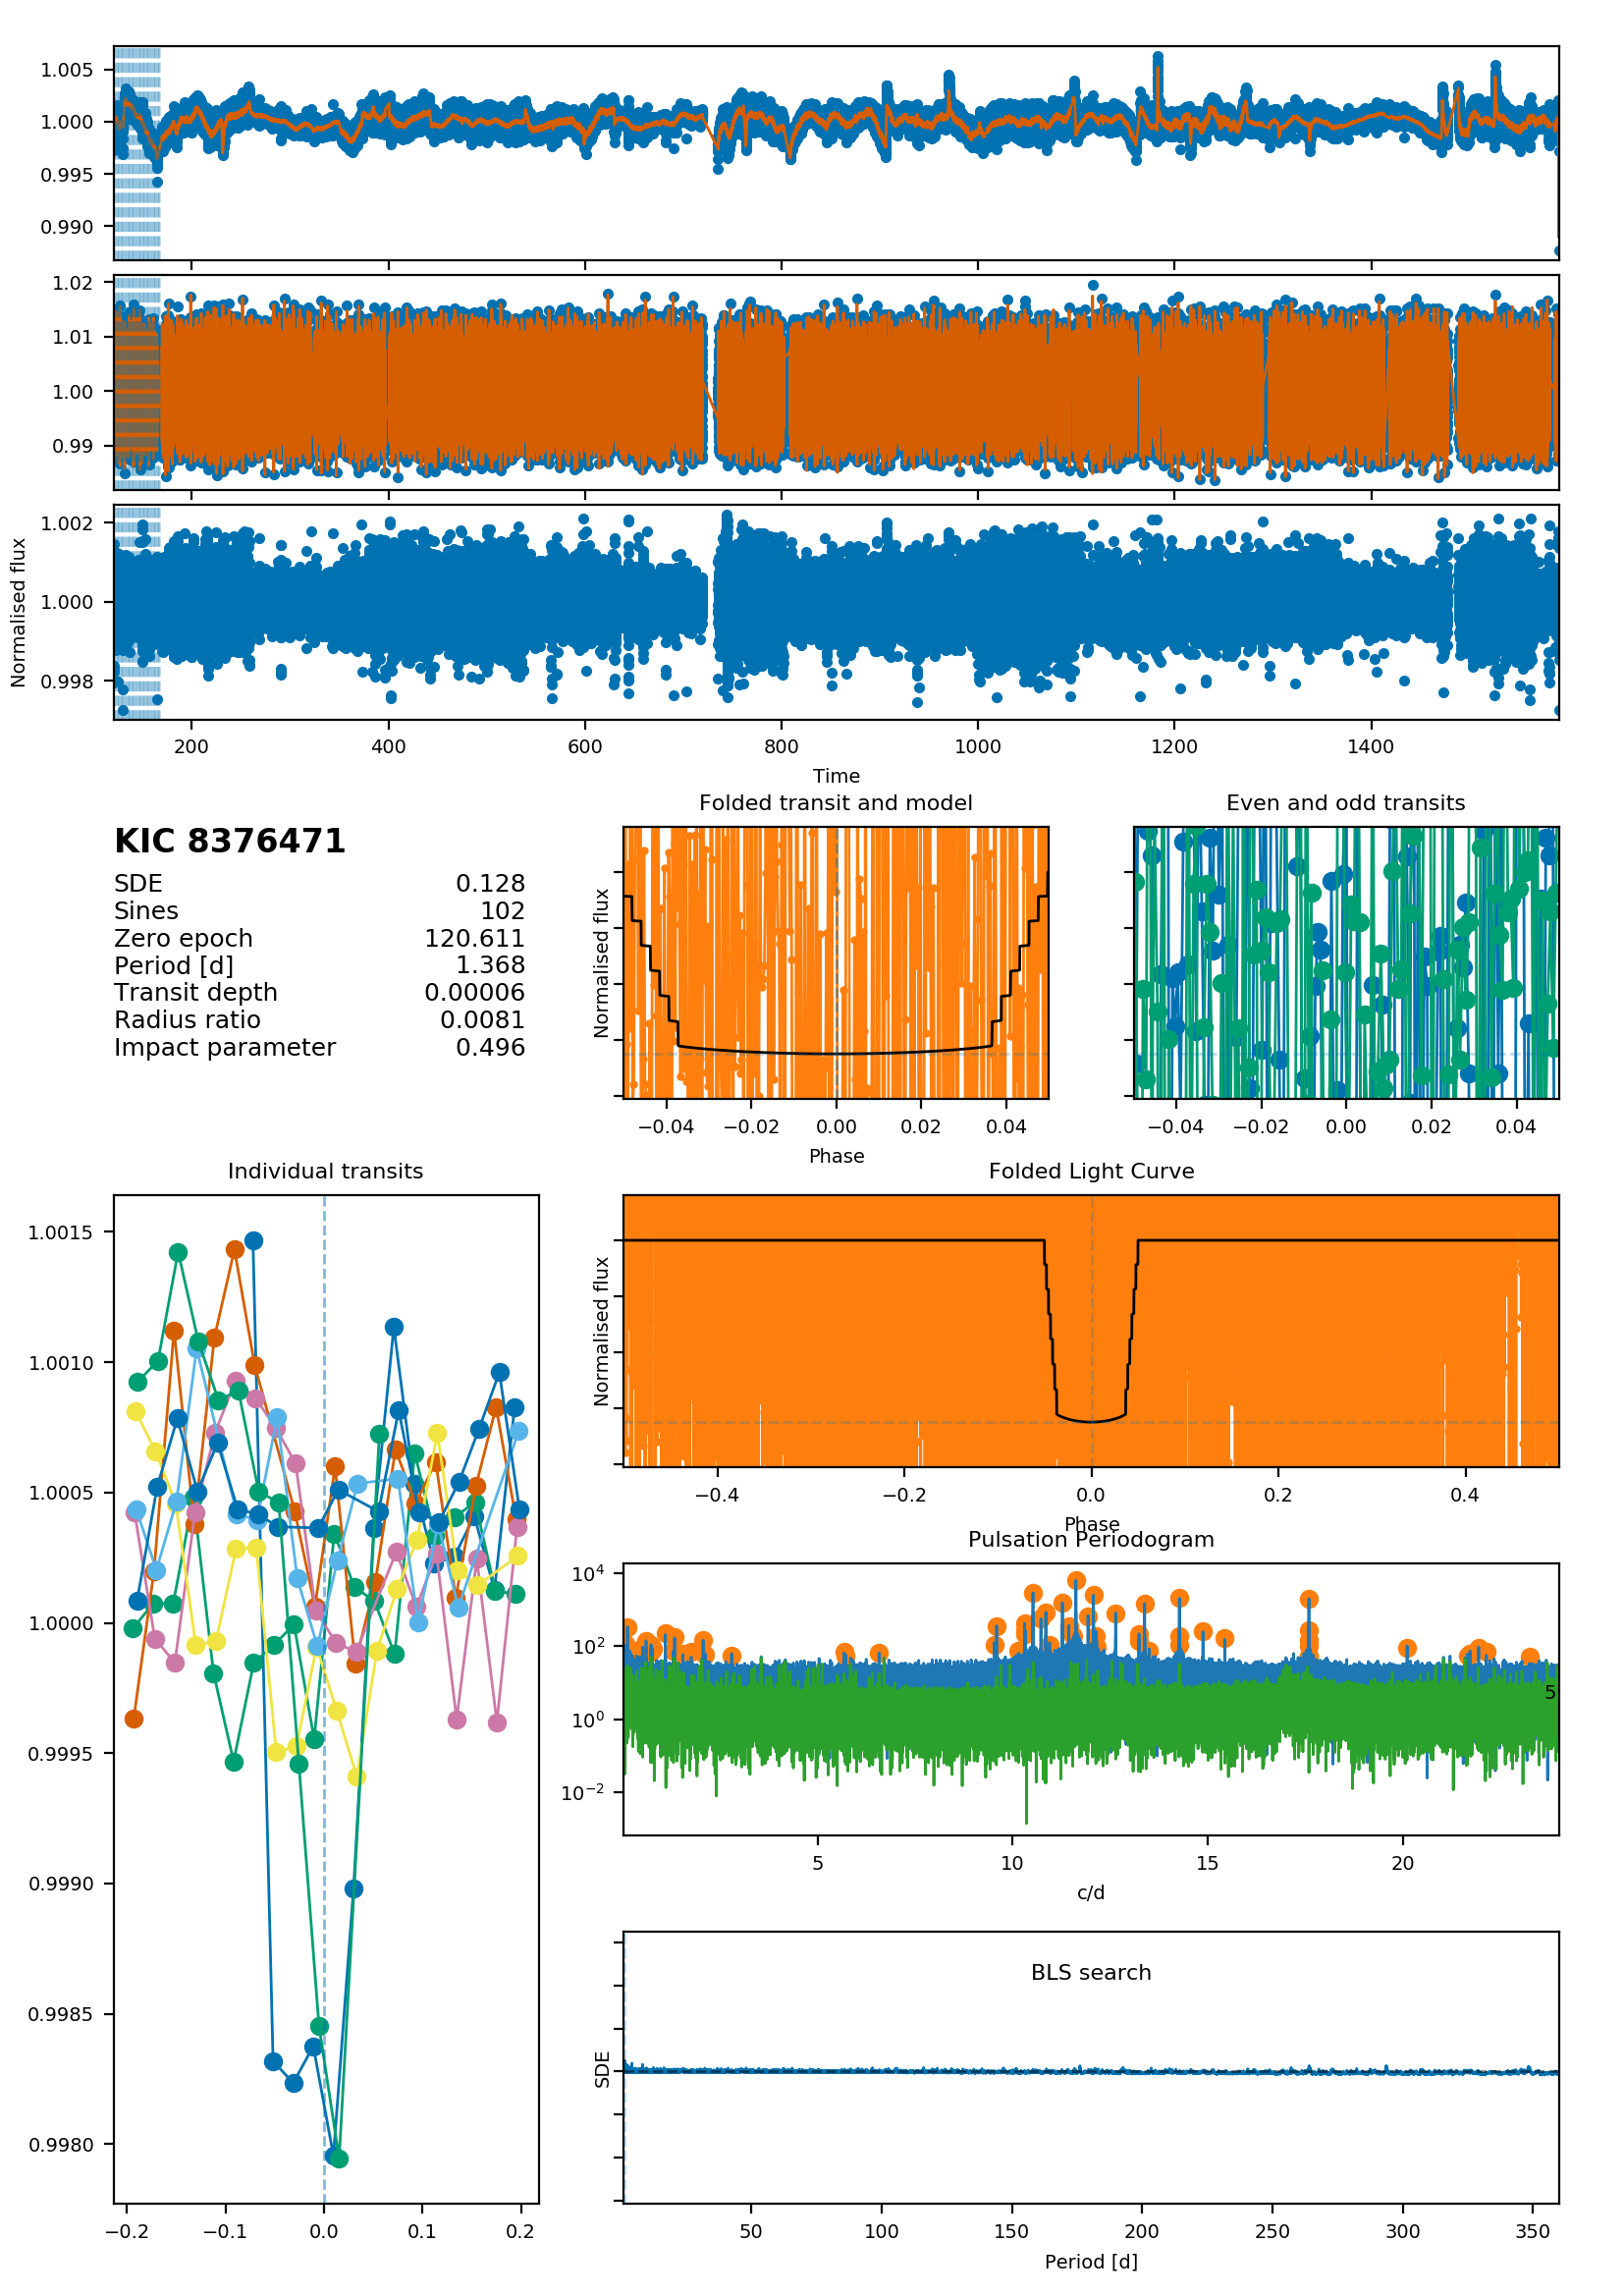 1.005
1.000
0.995
0.990
1.02
1.01
1.00
0.99
1.002
1.000
0.998
Normalised flux
200 400 600 800 1000 1200 1400
Time
KIC 8376471
SDE 0.128
Sines 102
Zero epoch 120.611
Period [d] 1.368
Transit depth 0.00006
Radius ratio 0.0081
Impact parameter 0.496
Folded transit and model
Normalised flux
−0.04 −0.02 0.00 0.02 0.04
Phase
Even and odd transits
−0.04 −0.02 0.00 0.02 0.04
Individual transits
1.0015
1.0010
1.0005
1.0000
0.9995
0.9990
0.9985
0.9980
−0.2 −0.1 0.0 0.1 0.2
Folded Light Curve
Normalised flux
−0.4 −0.2 0.0 0.2 0.4
Phase
Pulsation Periodogram
10⁴
10²
10⁰
10⁻²
5
5 10 15 20
c/d
BLS search
SDE
50 100 150 200 250 300 350
Period [d]